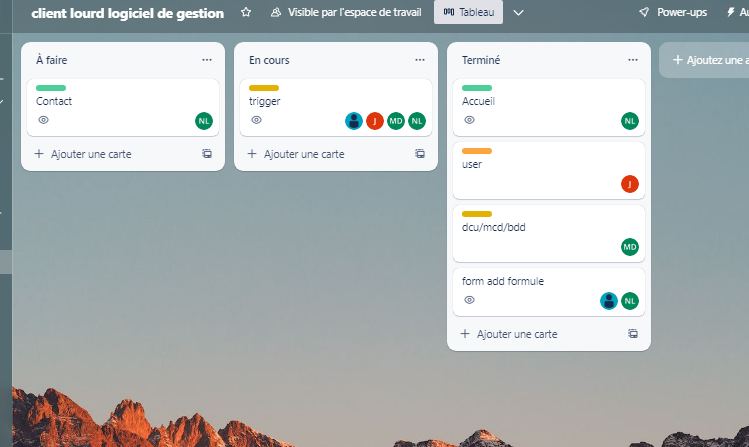 client lourd logiciel de gestion
Visible par l'espace de travail
Tableau
Power-ups
À faire
Contact
NL
Ajouter une carte
En cours
trigger
J MD NL
Ajouter une carte
Terminé
Accueil
NL
user
J
dcu/mcd/bdd
MD
form add formule
NL
Ajouter une carte
Ajoutez une